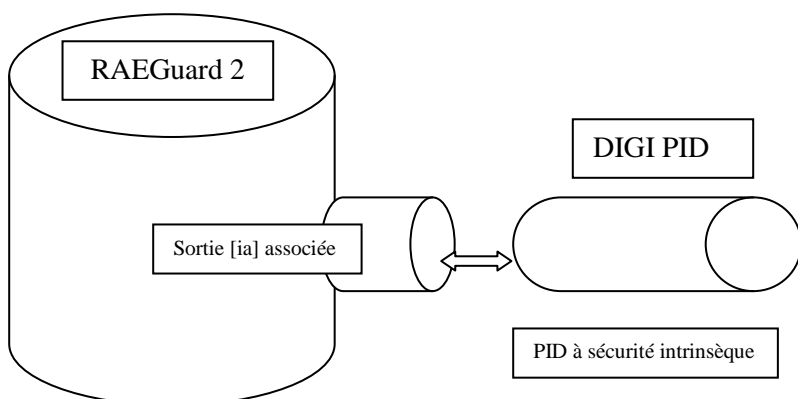 RAEGuard 2
DIGI PID
Sortie [ia] associée
PID à sécurité intrinsèque